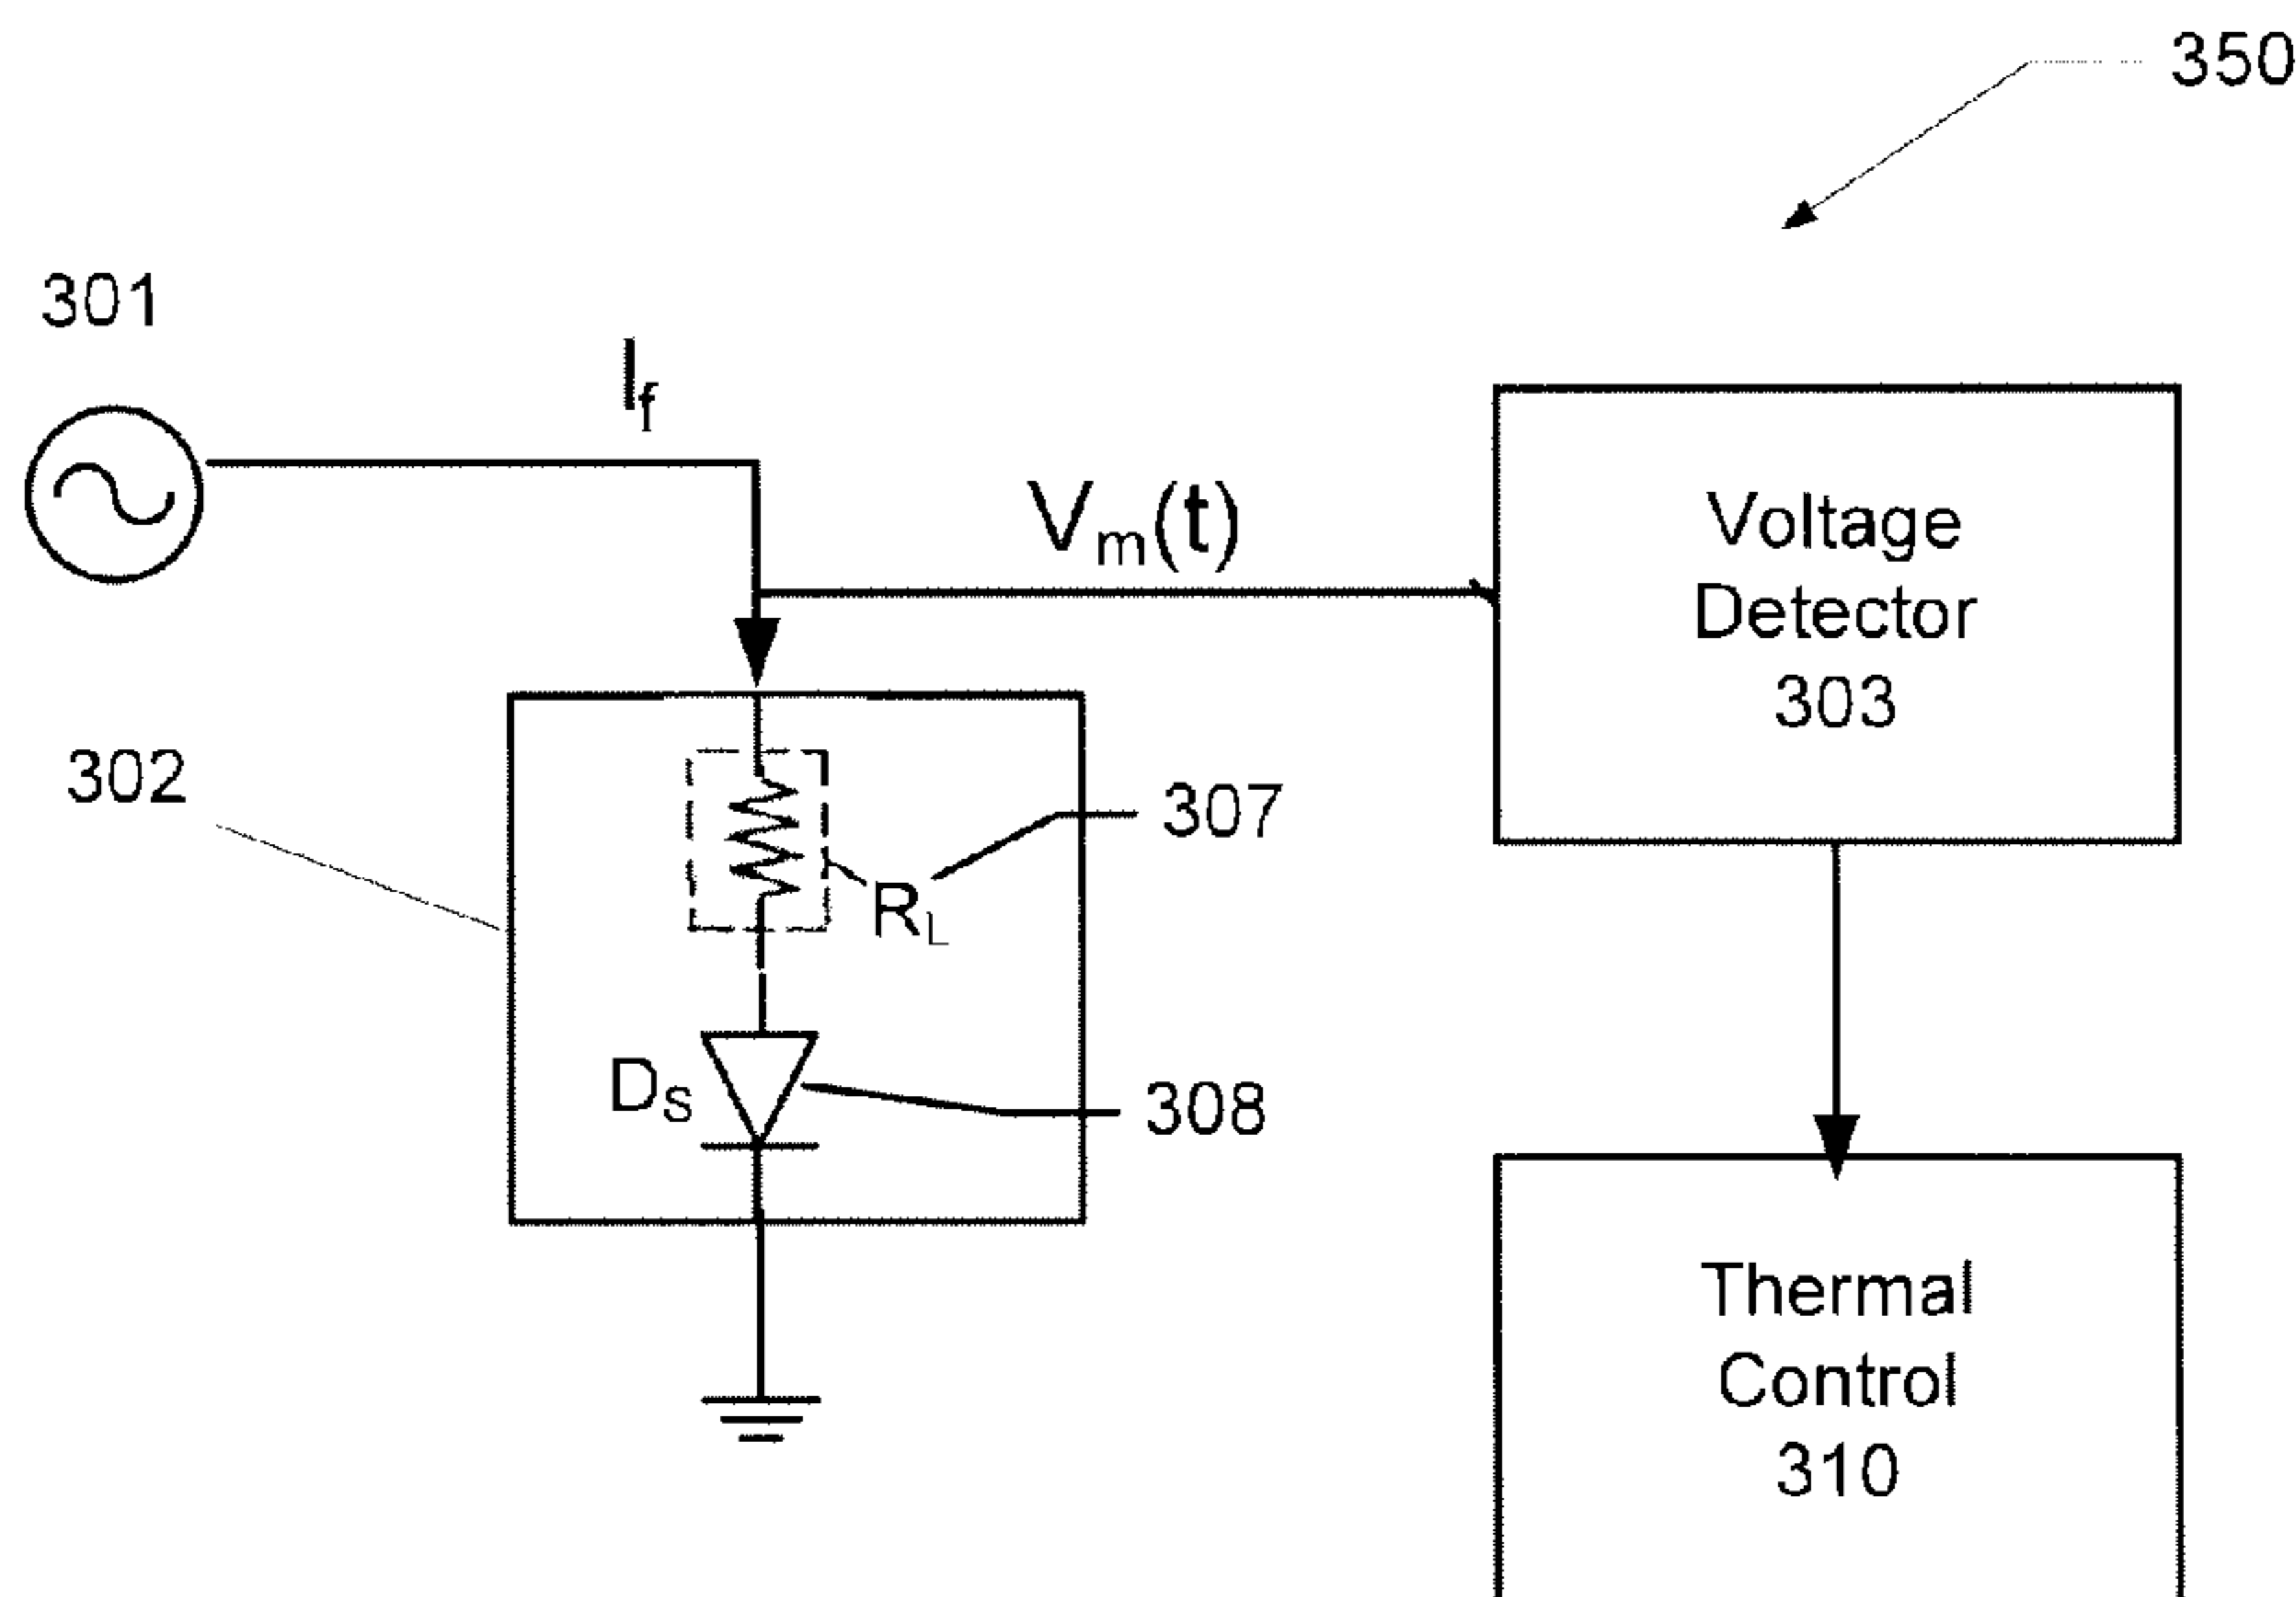 350
301
If
Vm(t)
Voltage
Detector
303
302
307
RL
DS
308
Thermal
Control
310